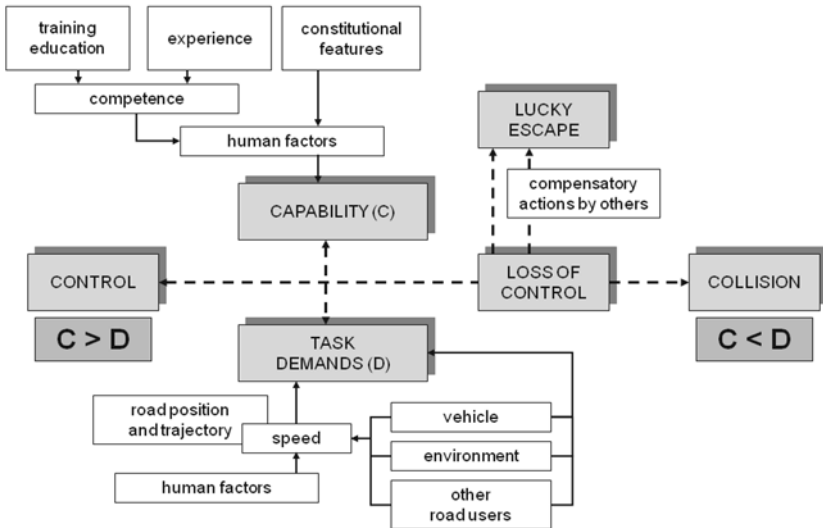 training
education
experience
constitutional
features
competence
human factors
LUCKY
ESCAPE
compensatory
actions by others
CAPABILITY (C)
CONTROL
LOSS OF
CONTROL
COLLISION
C > D
C < D
TASK
DEMANDS (D)
road position
and trajectory
speed
vehicle
environment
human factors
other
road users